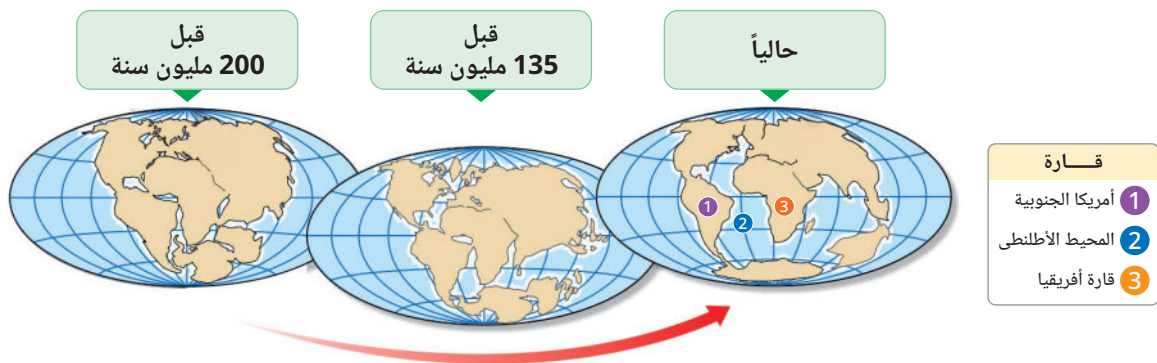 حالياً
قبل
135 مليون سنة
قبل
200 مليون سنة
قـــارة
1 أمريكا الجنوبية
2 المحيط الأطلنطى
3 قارة أفريقيا
1
2
3